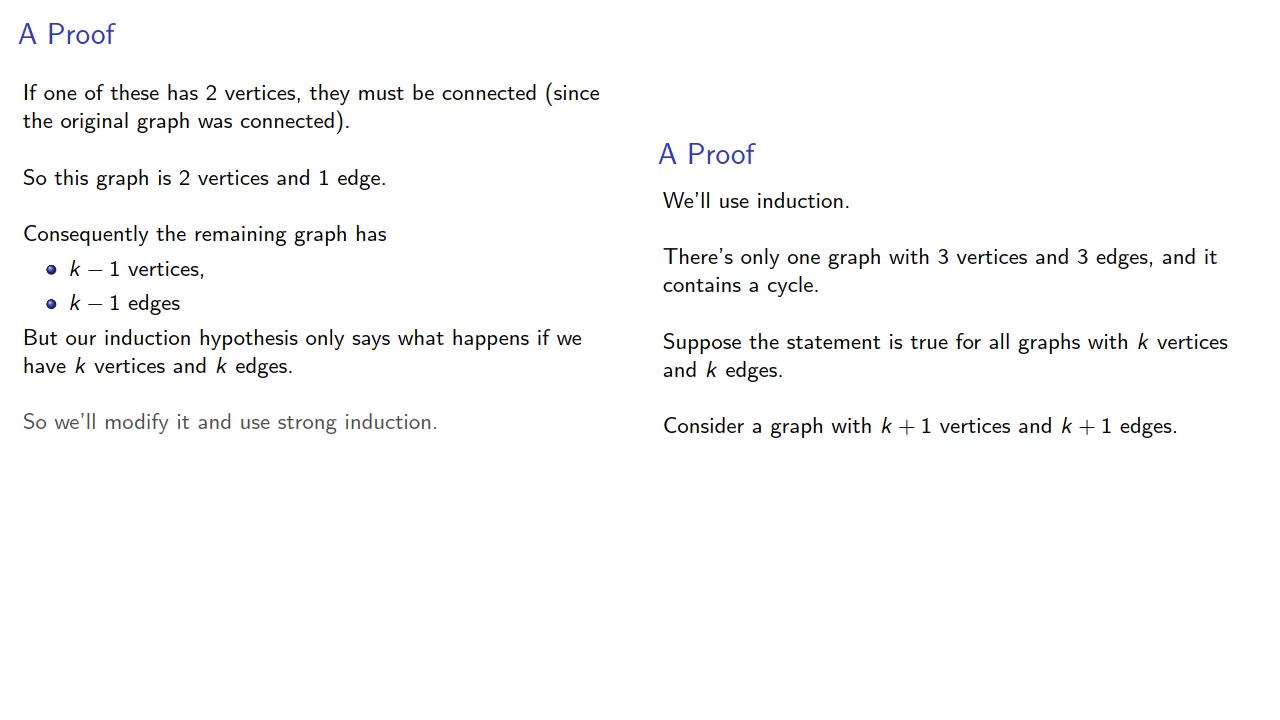 A Proof
If one of these has 2 vertices, they must be connected (since
the original graph was connected).
So this graph is 2 vertices and 1 edge.
Consequently the remaining graph has
k − 1 vertices,
k − 1 edges
But our induction hypothesis only says what happens if we
have k vertices and k edges.
So we'll modify it and use strong induction.
A Proof
We'll use induction.
There's only one graph with 3 vertices and 3 edges, and it
contains a cycle.
Suppose the statement is true for all graphs with k vertices
and k edges.
Consider a graph with k + 1 vertices and k + 1 edges.